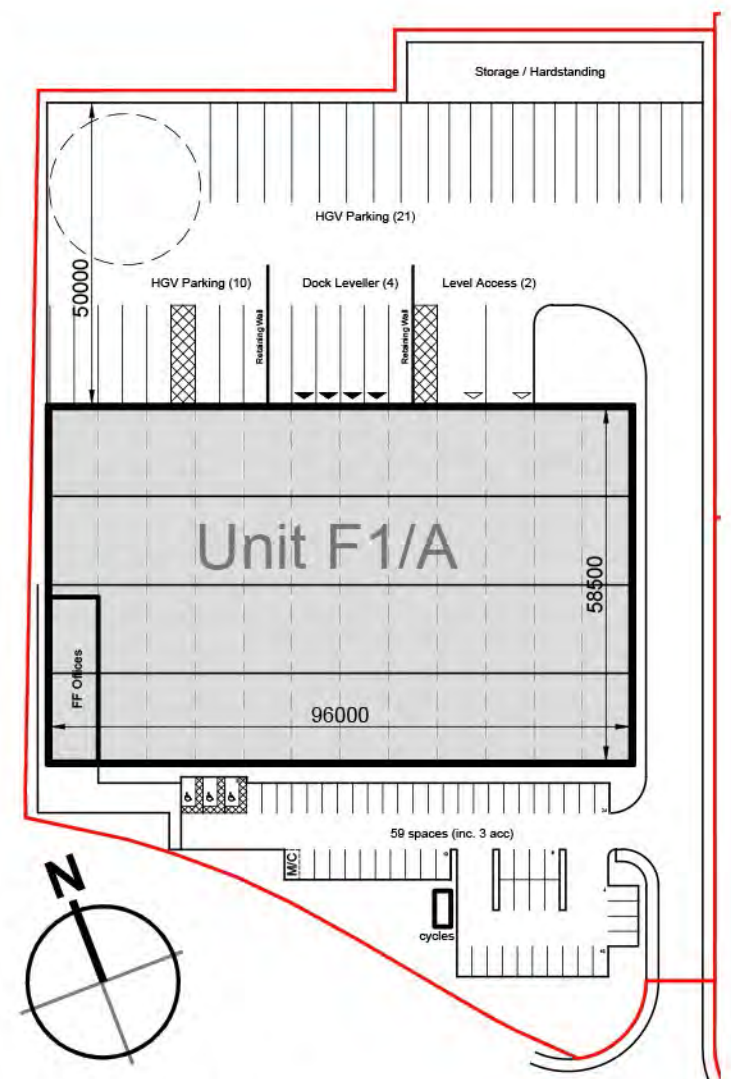 Storage / Hardstanding
HGV Parking (21)
50000
HGV Parking (10)
Dock Leveller (4)
Level Access (2)
Retaining Wall
Retaining Wall
Unit F1/A
58500
FF Offices
96000
59 spaces (inc. 3 acc)
M/C
N
cycles